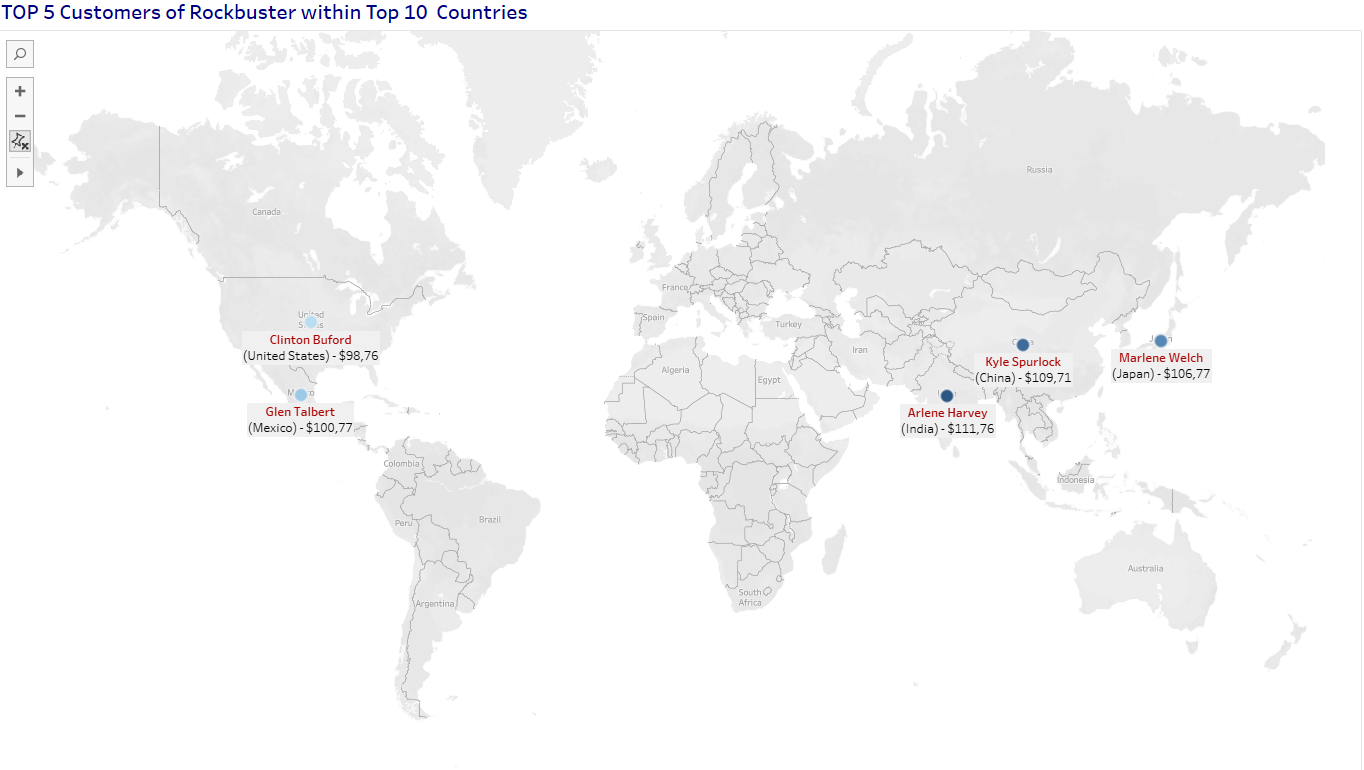 TOP 5 Customers of Rockbuster within Top 10  Countries
Russia
Canada
France
Spain
Turkey
United
Clinton Buford
(United States) - $98,76
Iran
Kyle Spurlock
(China) - $109,71
Marlene Welch
(Japan) - $106,77
Algeria
Egypt
Glen Talbert
(Mexico) - $100,77
Arlene Harvey
(India) - $111,76
Colombia
Indonesia
Peru
Brazil
Australia
South
Africa
Argentina